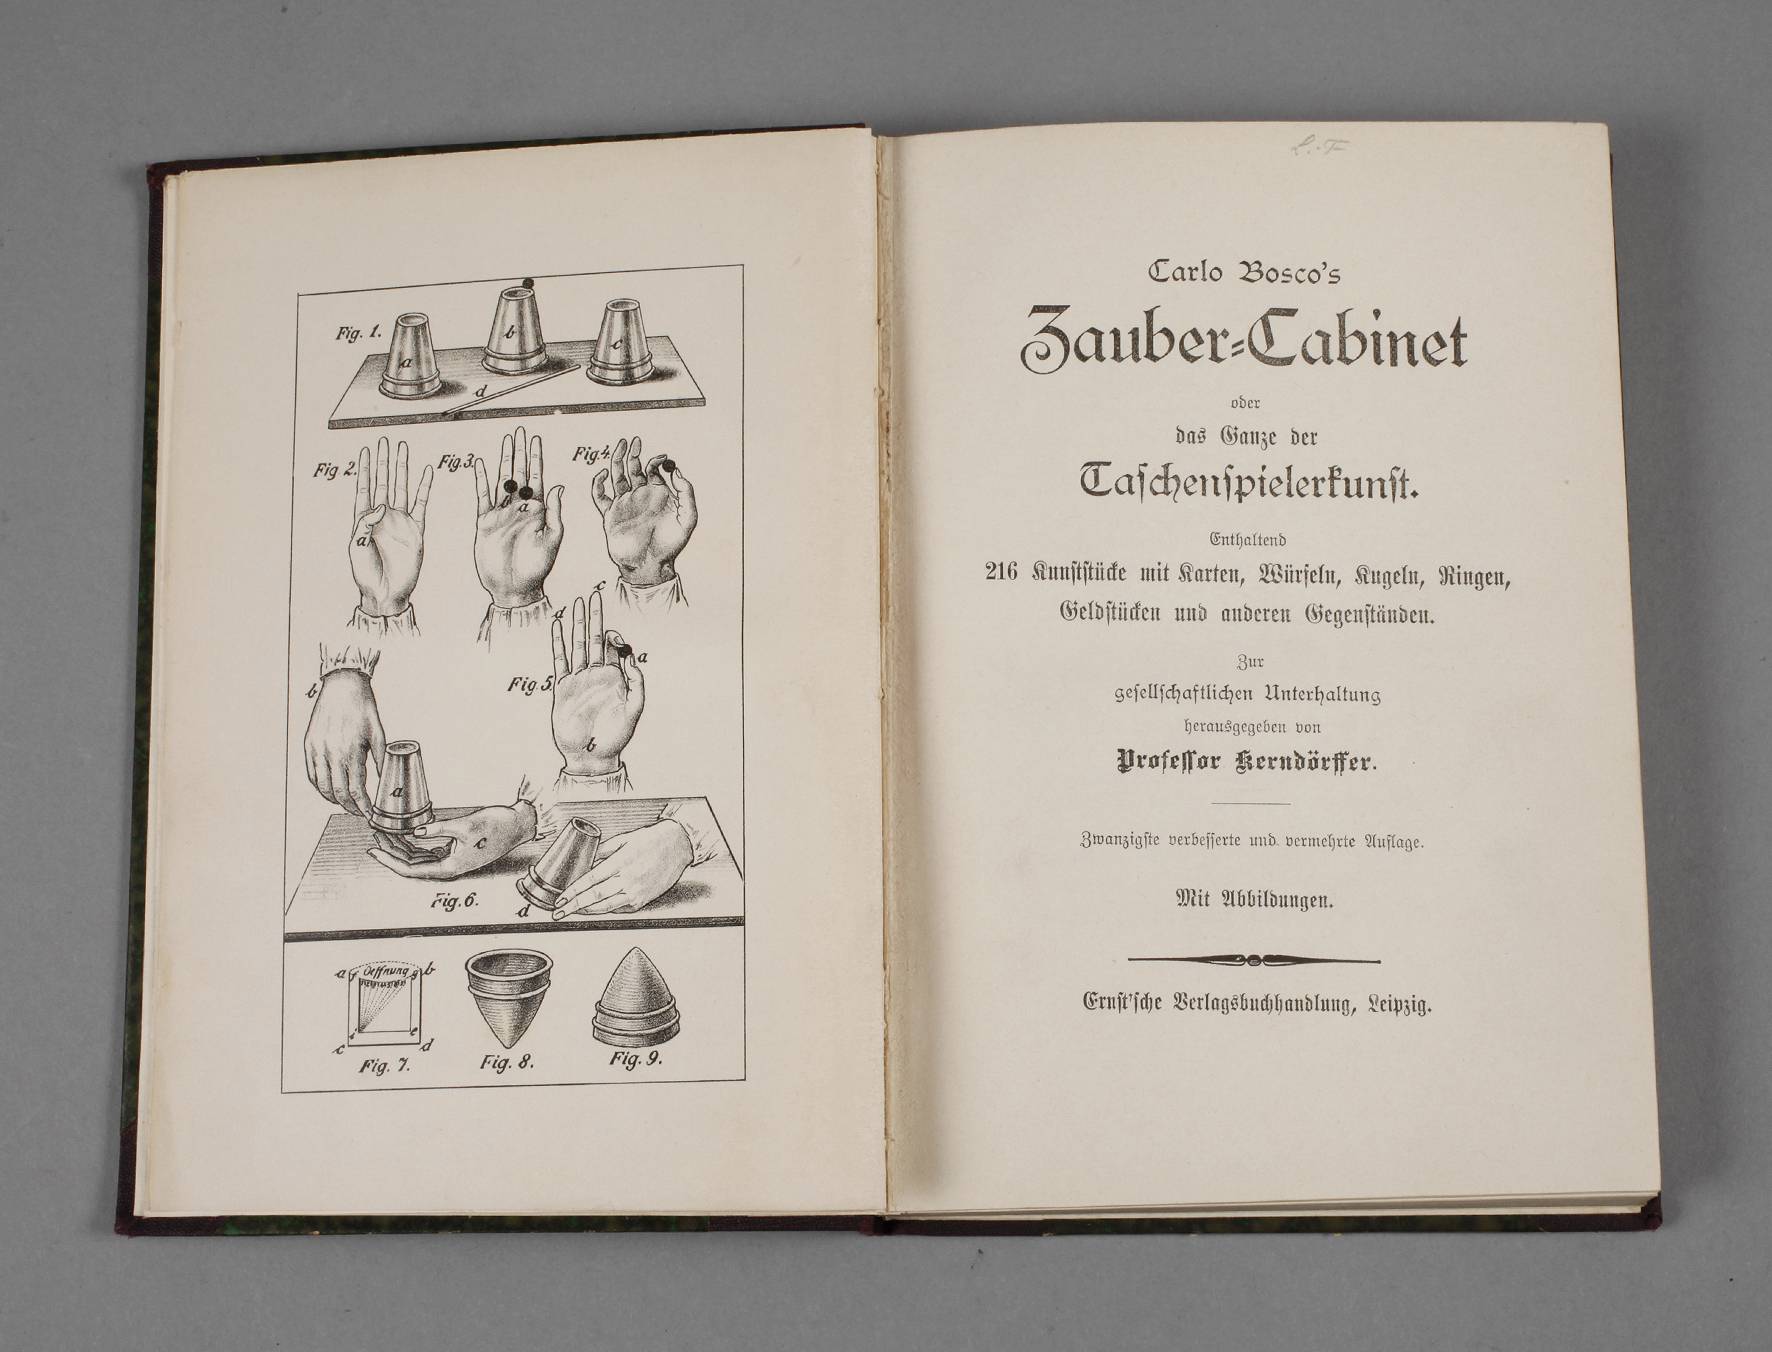 Fig. 1.
a
b
c
d
Fig 2.
a
Fig. 3.
b
a
Fig. 4.
Fig. 5.
d
c
a
b
b
a
c
d
Fig. 6.
a
f
Oeffnung
g
b
c
d
e
Fig. 7.
Fig. 8.
Fig. 9.
L. F
Carlo Bosco's
Zauber-Cabinet
oder
das Ganze der
Taſchenſpielerkunſt.
Enthaltend
216 Kunſtſtücke mit Karten, Würfeln, Kugeln, Ringen,
Geldſtücken und anderen Gegenſtänden.
Zur
geſellſchaftlichen Unterhaltung
herausgegeben von
Profeſſor Kerndörffer.
Zwanzigſte verbeſſerte und vermehrte Auflage.
Mit Abbildungen.
Ernſt'ſche Verlagsbuchhandlung, Leipzig.